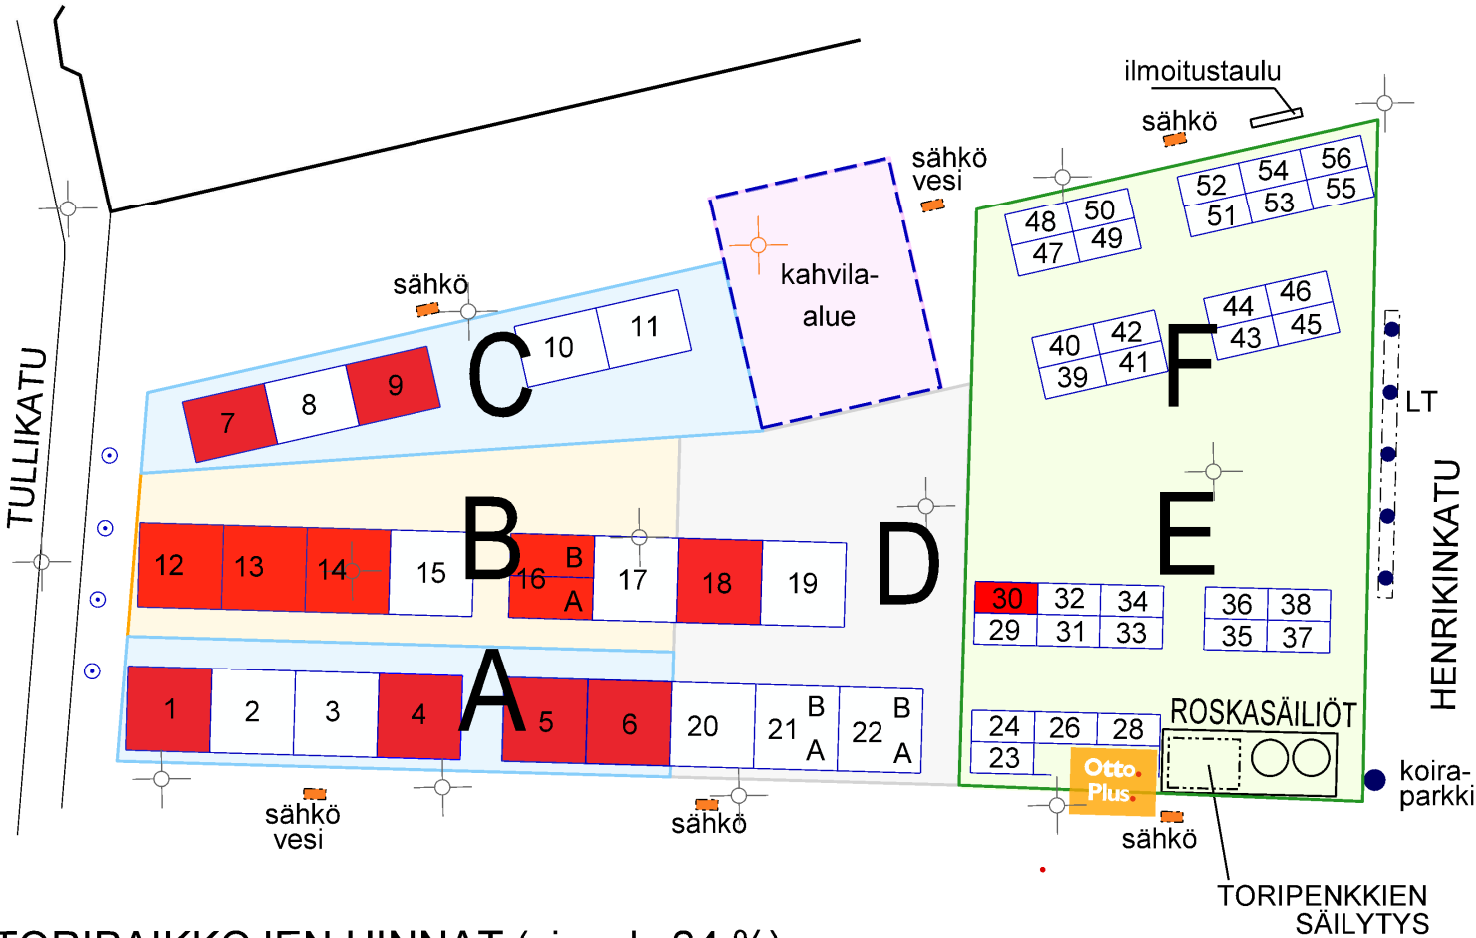 ilmoitustaulu
sähkö
sähkö
vesi
52 54 56
51 53 55
48 50
47 49
kahvila-
alue
sähkö
44 46
43 45
40 42
39 41
10 11
7 8 9
C
F
LT
TULLIKATU
HENRIKINKATU
B
D
E
12 13 14 15
16 B
A
17 18 19
30 32 34
29 31 33
36 38
35 37
A
1 2 3 4
5 6 20
21 B
A
22 B
A
24 26 28
23
ROSKASÄILIÖT
Otto.
Plus.
koira-
parkki
sähkö
vesi
sähkö
sähkö
TORIPENKKIEN
SÄILYTYS